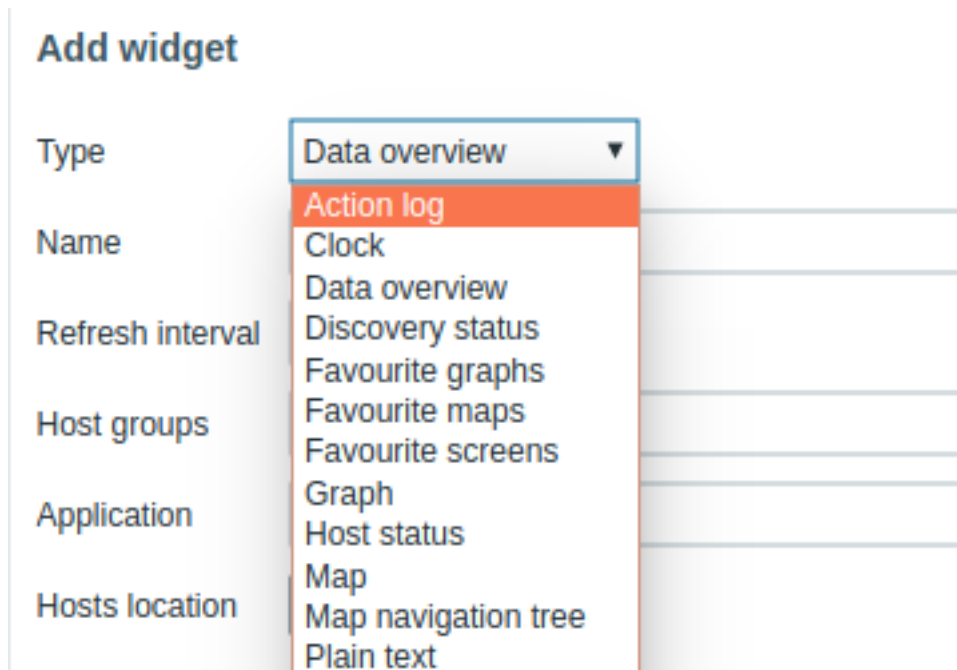 Add widget
Type
Data overview ▼
Action log
Clock
Data overview
Discovery status
Favourite graphs
Favourite maps
Favourite screens
Graph
Host status
Map
Map navigation tree
Plain text
Name
Refresh interval
Host groups
Application
Hosts location